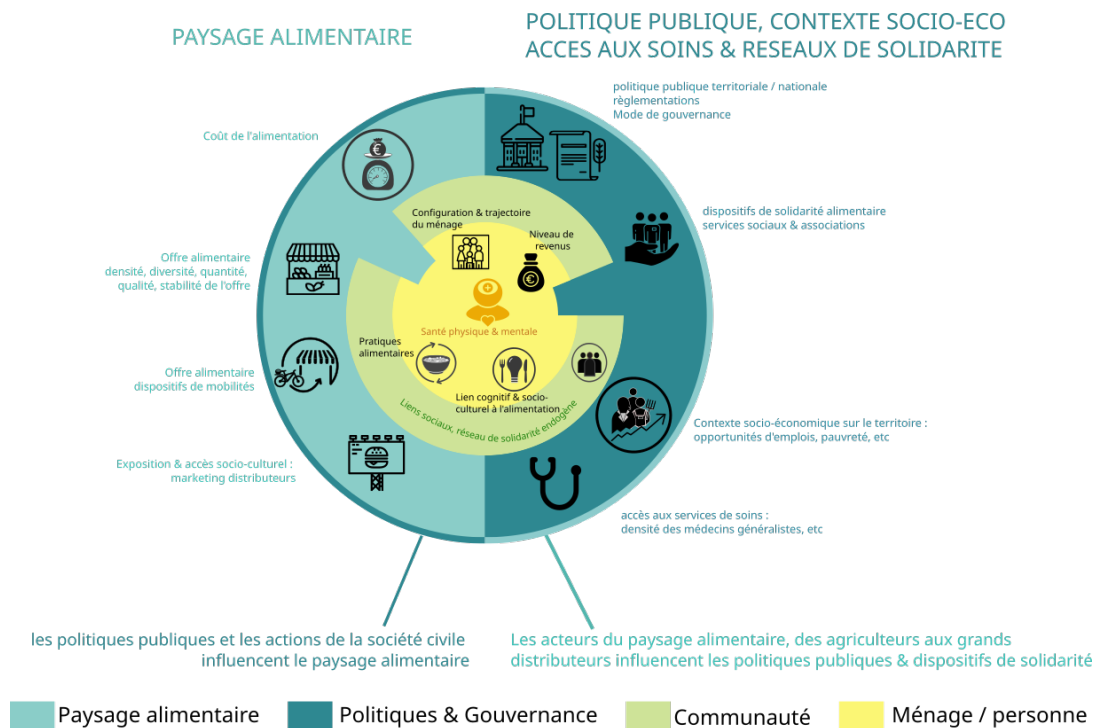 PAYSAGE ALIMENTAIRE
POLITIQUE PUBLIQUE, CONTEXTE SOCIO-ECO
ACCES AUX SOINS & RESEAUX DE SOLIDARITE
politique publique territoriale / nationale
règlementations
Mode de gouvernance
Coût de l'alimentation
dispositifs de solidarité alimentaire
services sociaux & associations
Configuration & trajectoire
du ménage
Niveau de
revenus
Offre alimentaire
densité, diversité, quantité,
qualité, stabilité de l'offre
Santé physique & mentale
Pratiques
alimentaires
Offre alimentaire
dispositifs de mobilités
Lien cognitif & socio-
culturel à l'alimentation
Liens sociaux, réseau de solidarité endogène
Contexte socio-économique sur le territoire :
opportunités d'emplois, pauvreté, etc
Exposition & accès socio-culturel :
marketing distributeurs
accès aux services de soins :
densité des médecins généralistes, etc
les politiques publiques et les actions de la société civile
influencent le paysage alimentaire
Les acteurs du paysage alimentaire, des agriculteurs aux grands
distributeurs influencent les politiques publiques & dispositifs de solidarité
Paysage alimentaire
Politiques & Gouvernance
Communauté
Ménage / personne